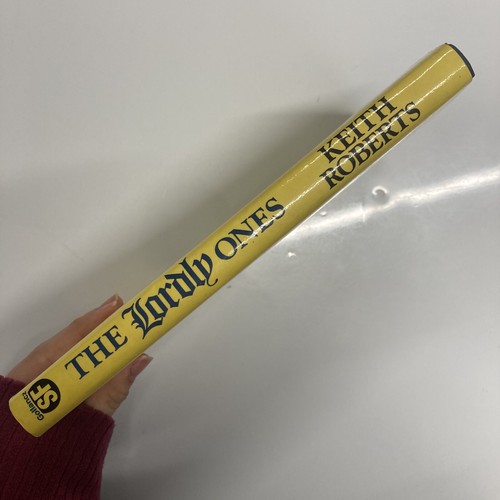 THE Lordly ONES
KEITH
ROBERTS
Gollancz
SF